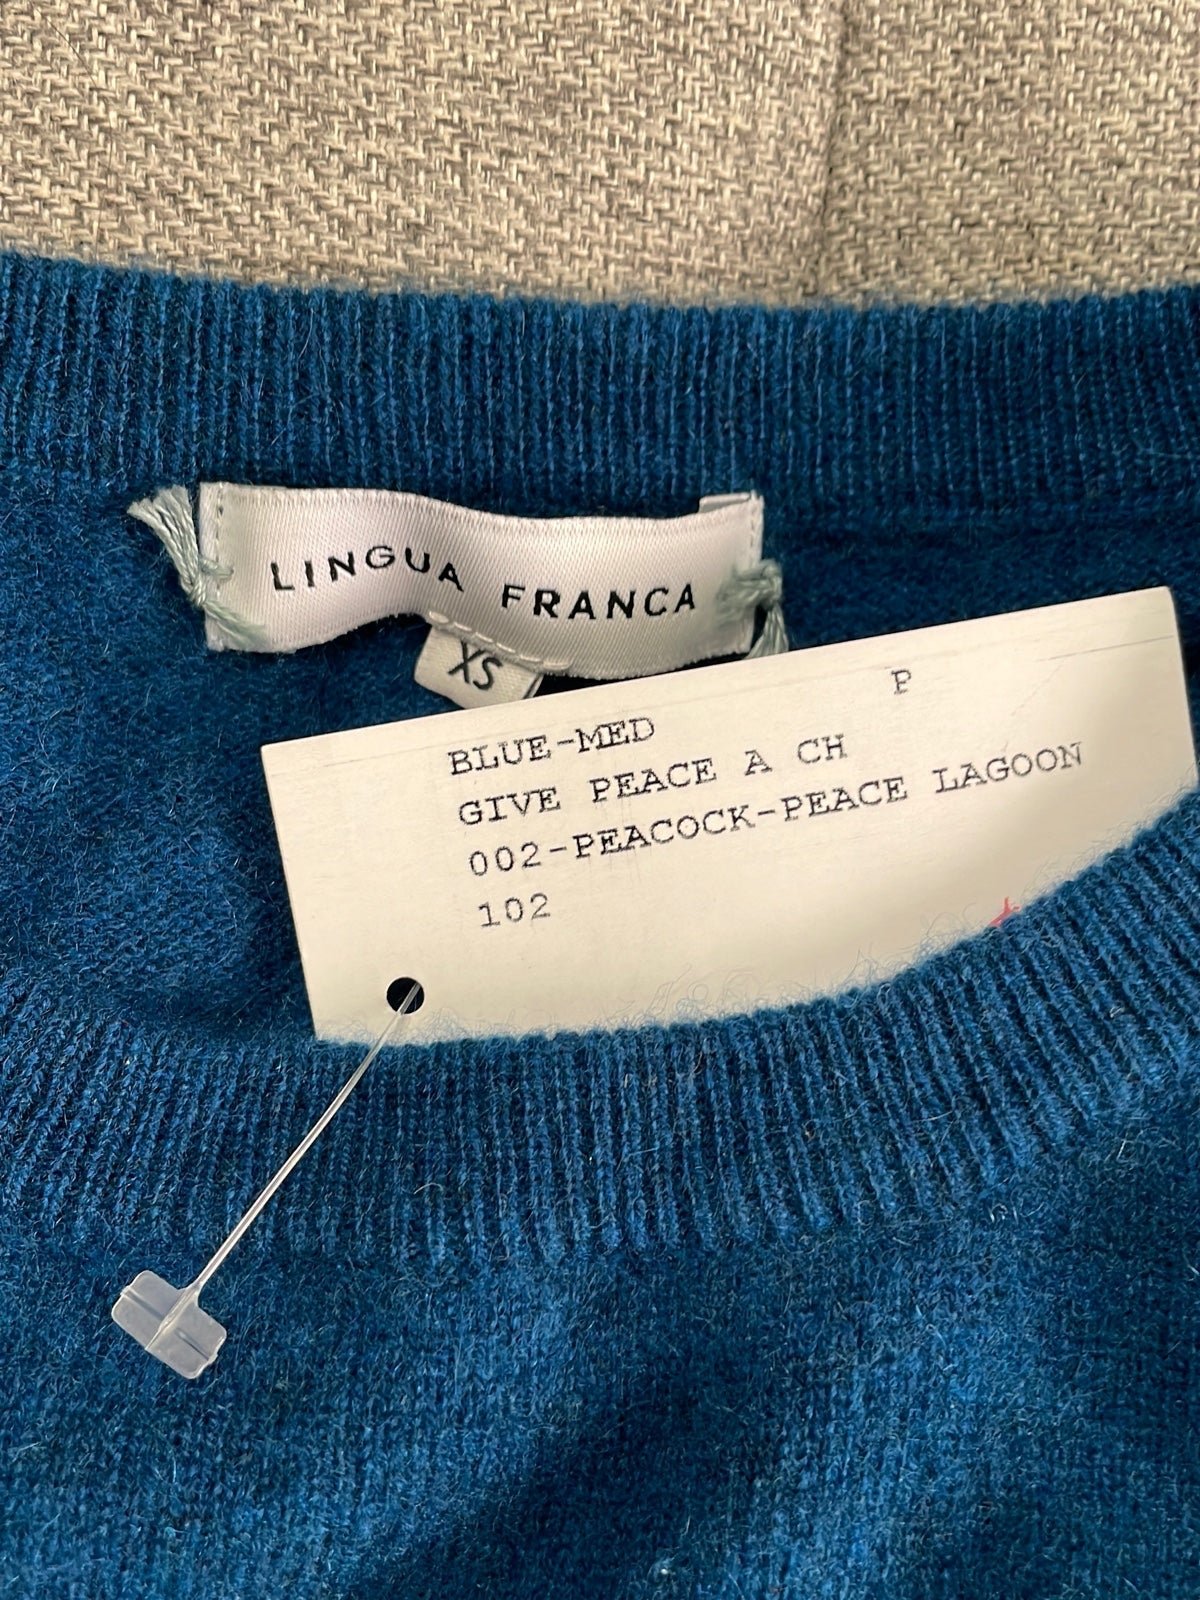 LINGUA FRANCA
XS
P
BLUE-MED
GIVE PEACE A CH
002-PEACOCK-PEACE LAGOON
102